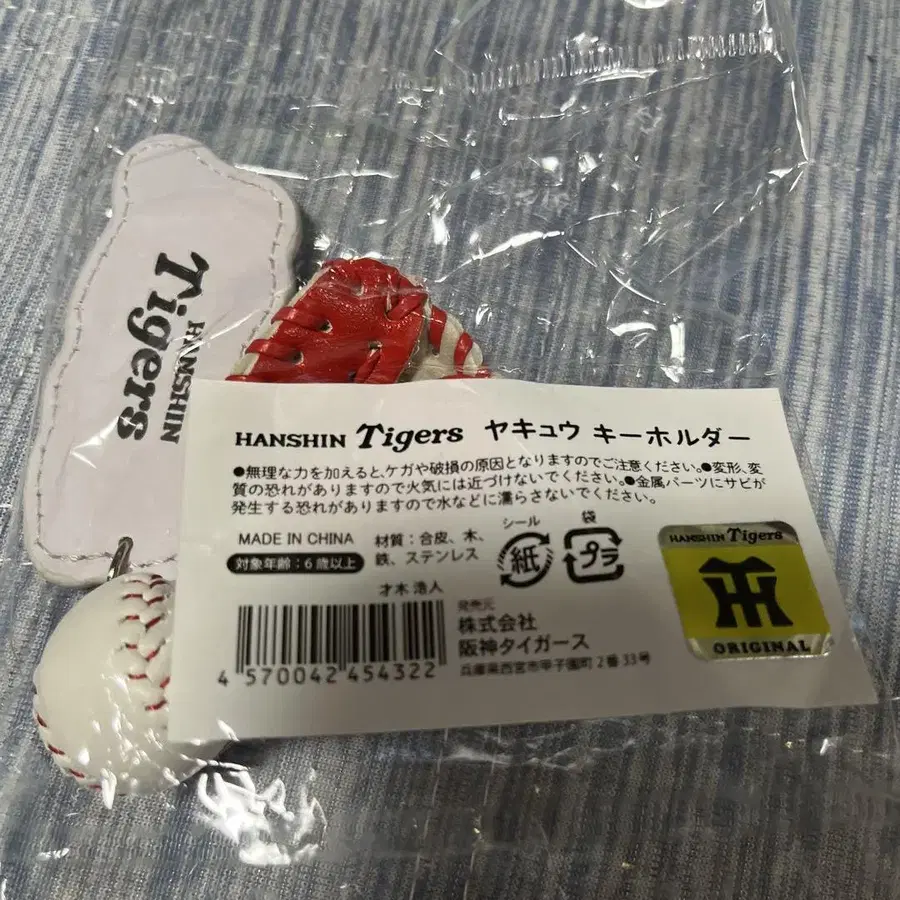 HANSHIN
Tigers
HANSHIN Tigers ヤキュウ キーホルダー
●無理な力を加えると、ケガや破損の原因となりますのでご注意ください。●変形、変
質の恐れがありますので火気には近づけないでください。●金属パーツにサビが
発生する恐れがありますので水などに濡らさないでください。
MADE IN CHINA
対象年齢：6歳以上
材質：合皮、木、
鉄、ステンレス
シール
紙
袋
プラ
才木 浩人
4 570042 454322
発売元
株式会社
阪神タイガース
兵庫県西宮市甲子園町2番33号
HANSHIN Tigers
TH
ORIGINAL